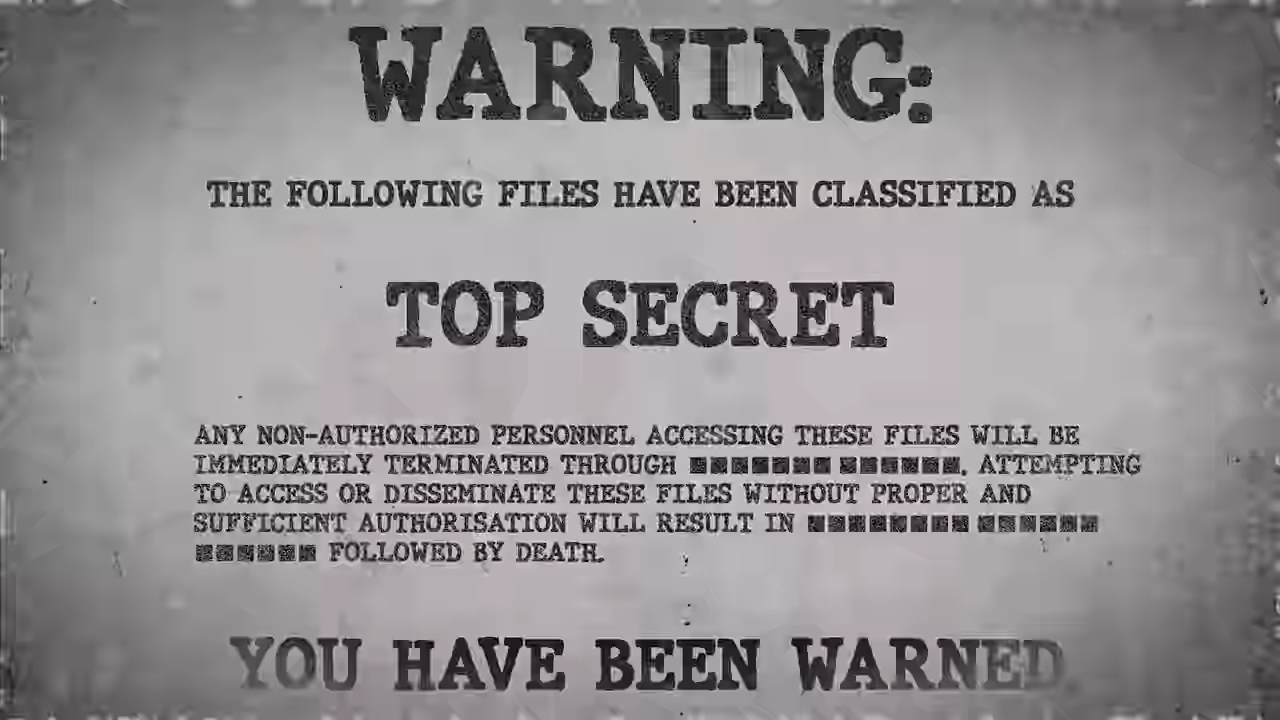 WARNING:
THE FOLLOWING FILES HAVE BEEN CLASSIFIED AS
TOP SECRET
ANY NON-AUTHORIZED PERSONNEL ACCESSING THESE FILES WILL BE
IMMEDIATELY TERMINATED THROUGH ■■■■■■■ ■■■■■■. ATTEMPTING
TO ACCESS OR DISSEMINATE THESE FILES WITHOUT PROPER AND
SUFFICIENT AUTHORISATION WILL RESULT IN ■■■■■■■■ ■■■■■■
■■■■■■ FOLLOWED BY DEATH.
YOU HAVE BEEN WARNED.